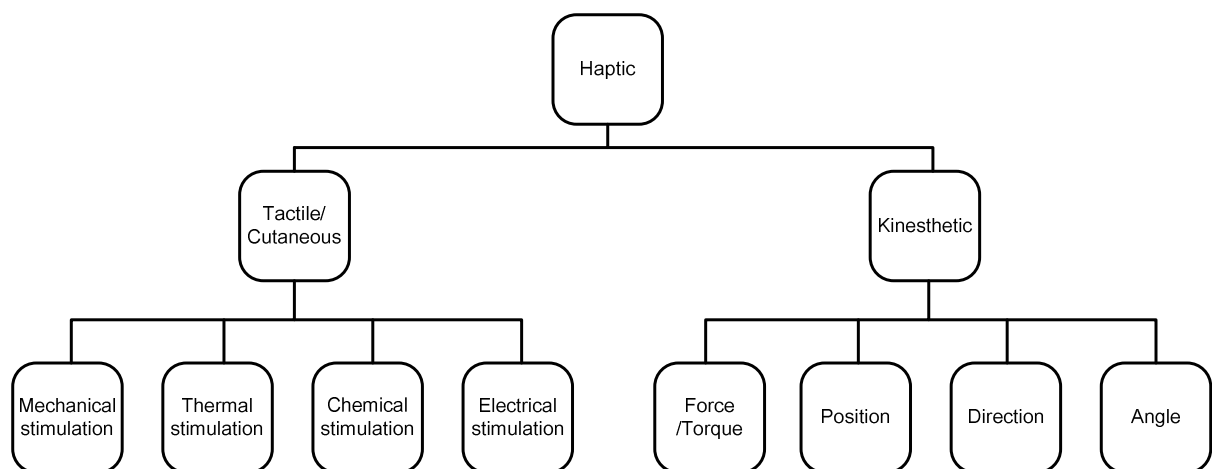 Haptic
Tactile/
Cutaneous
Kinesthetic
Mechanical
stimulation
Thermal
stimulation
Chemical
stimulation
Electrical
stimulation
Force
/Torque
Position
Direction
Angle